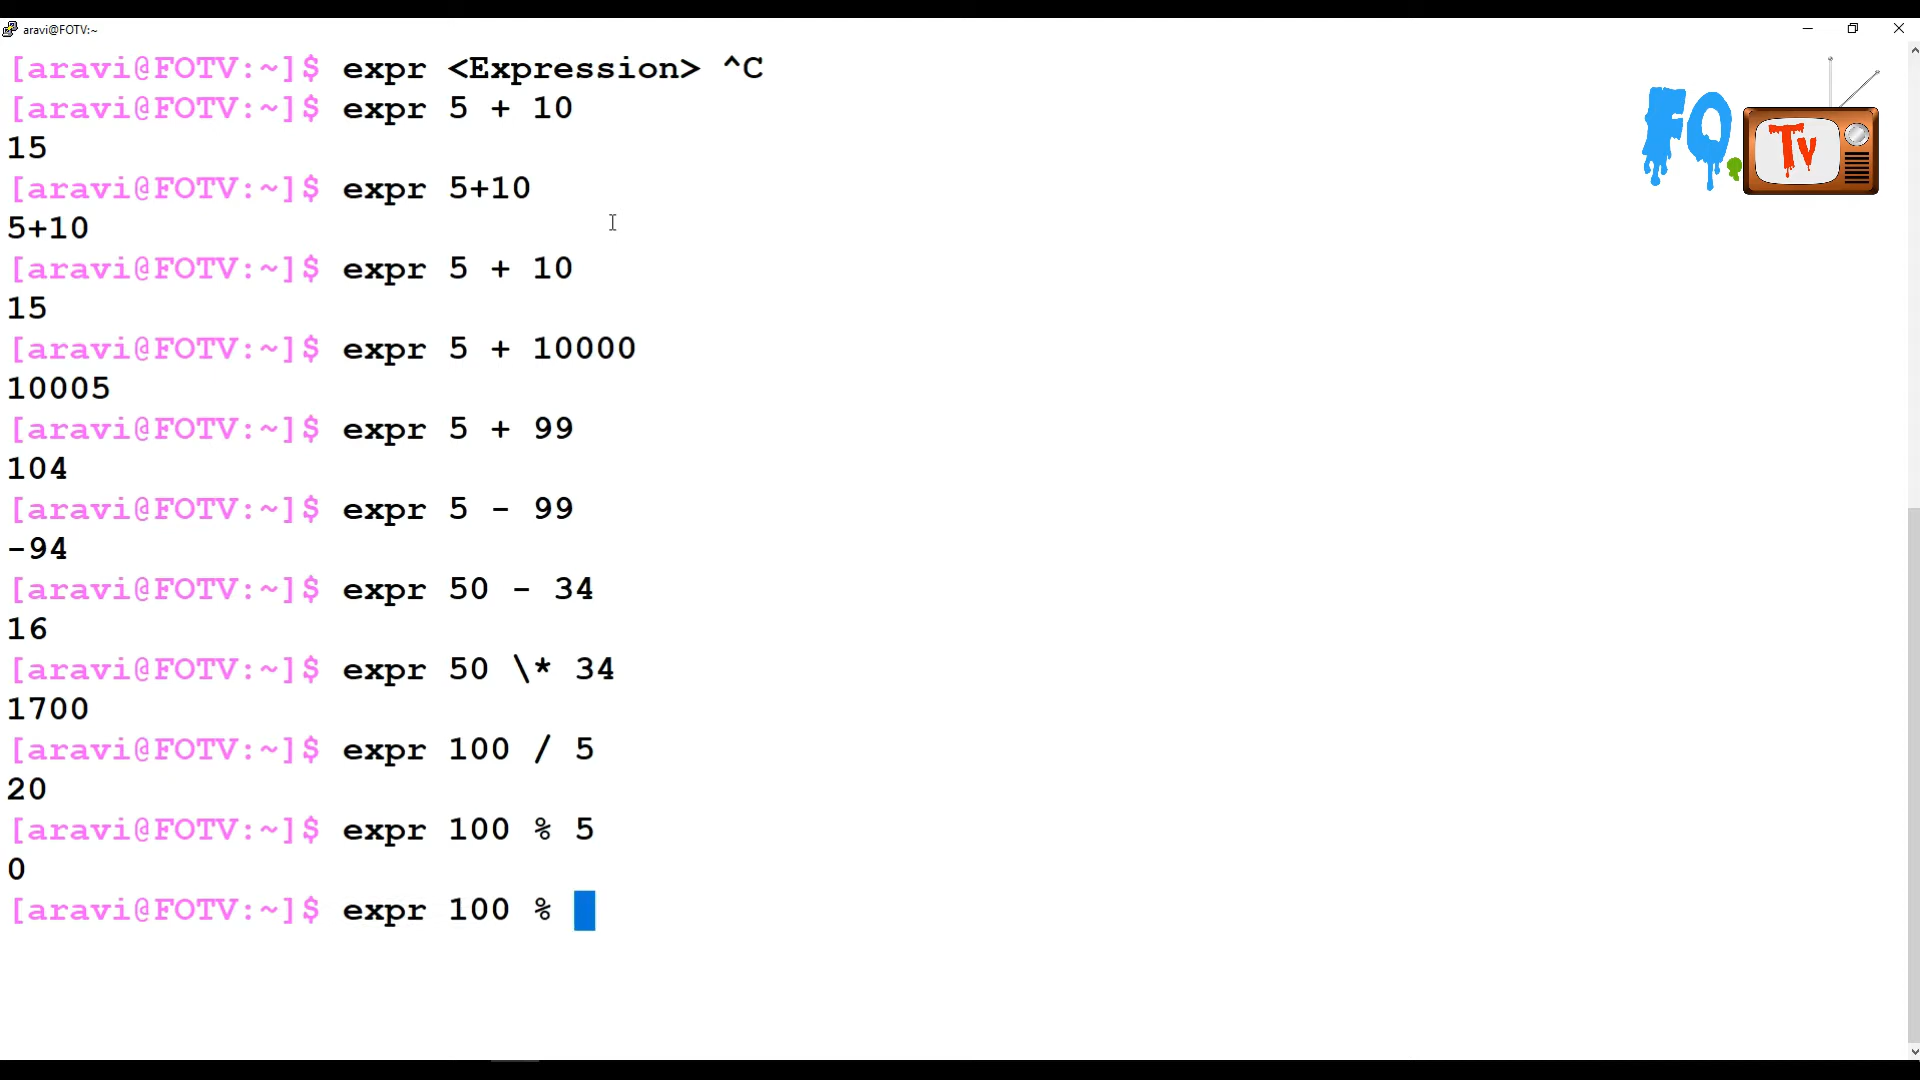 aravi@FOTV:~
[aravi@FOTV:~]$ expr <Expression> ^C
[aravi@FOTV:~]$ expr 5 + 10
15
[aravi@FOTV:~]$ expr 5+10
5+10
[aravi@FOTV:~]$ expr 5 + 10
15
[aravi@FOTV:~]$ expr 5 + 10000
10005
[aravi@FOTV:~]$ expr 5 + 99
104
[aravi@FOTV:~]$ expr 5 - 99
-94
[aravi@FOTV:~]$ expr 50 - 34
16
[aravi@FOTV:~]$ expr 50 \* 34
1700
[aravi@FOTV:~]$ expr 100 / 5
20
[aravi@FOTV:~]$ expr 100 % 5
0
[aravi@FOTV:~]$ expr 100 %
FO.Tv